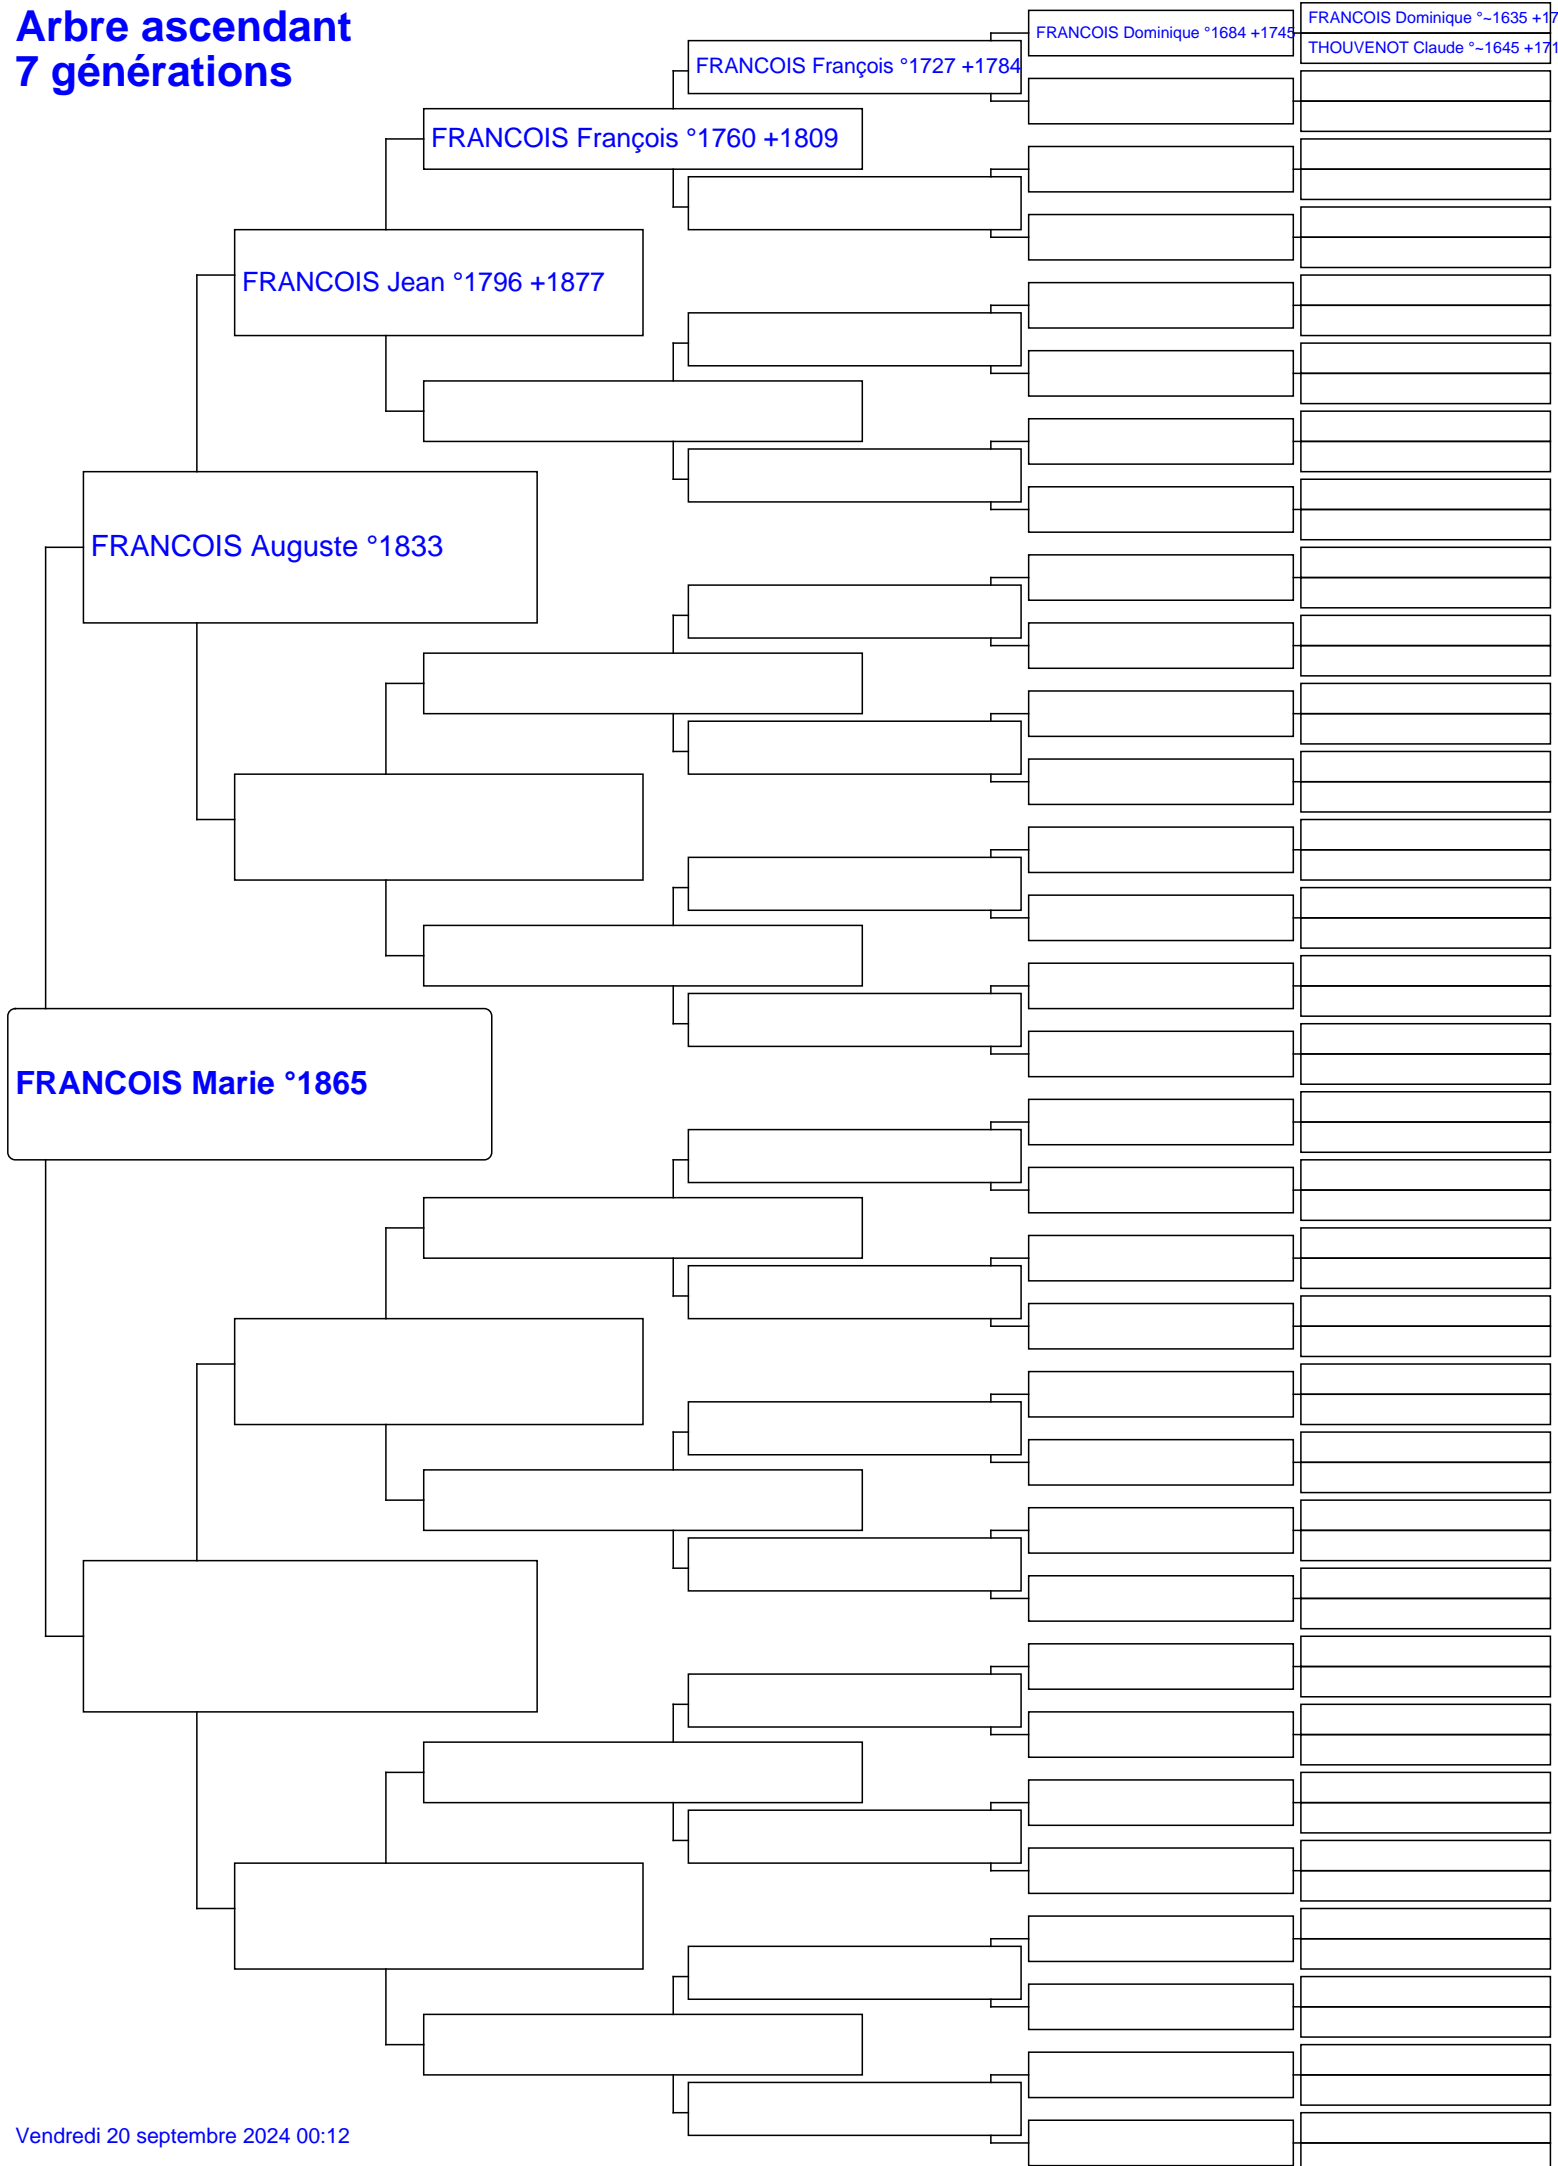 Arbre ascendant
7 générations
FRANCOIS Dominique °~1635 +17
FRANCOIS Dominique °1684 +1745
THOUVENOT Claude °~1645 +171
FRANCOIS François °1727 +1784
FRANCOIS François °1760 +1809
FRANCOIS Jean °1796 +1877
FRANCOIS Auguste °1833
FRANCOIS Marie °1865
Vendredi 20 septembre 2024 00:12